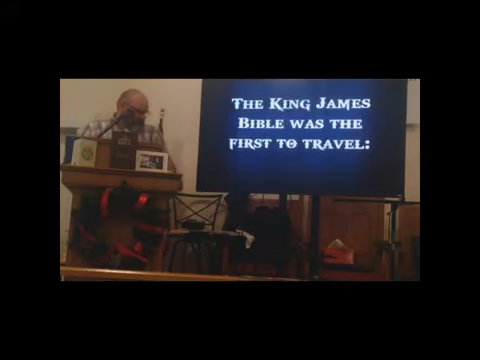 The King James
Bible was the
first to travel: